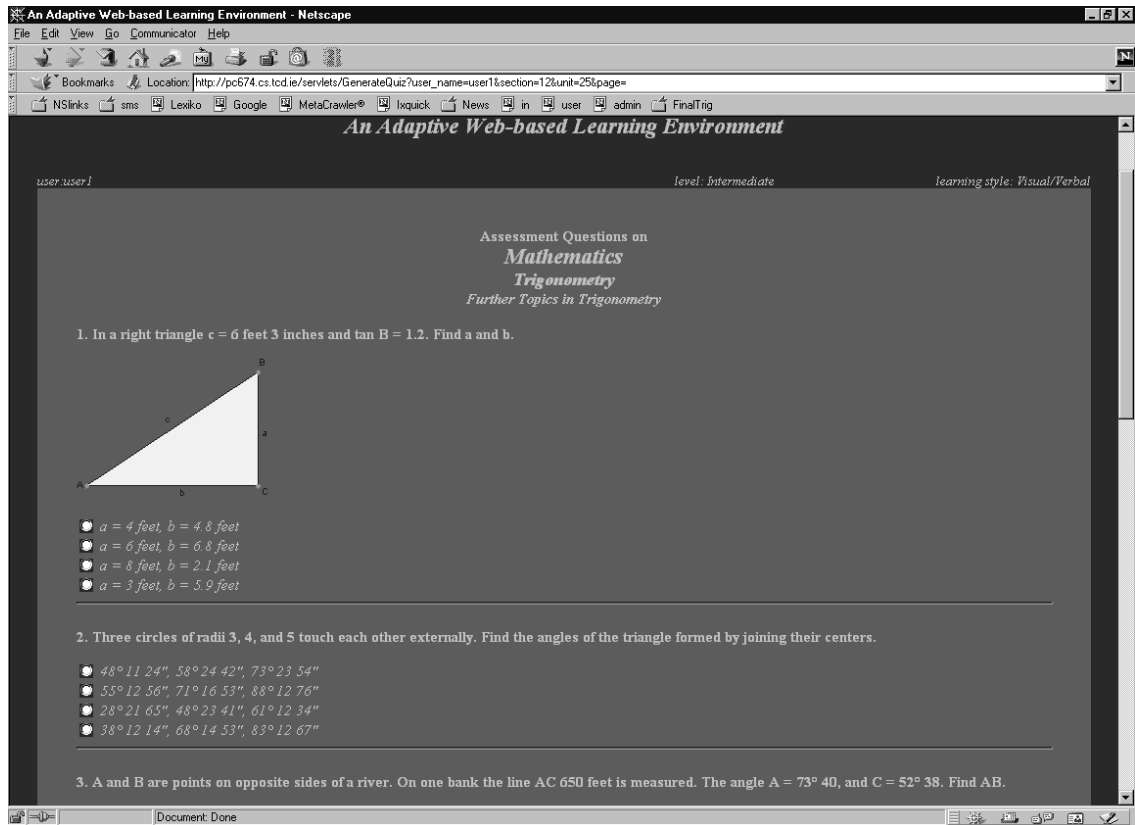 An Adaptive Web-based Learning Environment - Netscape
File Edit View Go Communicator Help
My N
Bookmarks Location: http://pc674.cs.tcd.ie/servlets/GenerateQuiz?user_name=user1&section=12&unit=25&page=
NSlinks sms Lexiko Google MetaCrawler® Ixquick News in user admin FinalTrig
An Adaptive Web-based Learning Environment
user:user1 level: Intermediate learning style: Visual/Verbal
Assessment Questions on
Mathematics
Trigonometry
Further Topics in Trigonometry
1. In a right triangle c = 6 feet 3 inches and tan B = 1.2. Find a and b.
B
c
a
A
b
C
a = 4 feet, b = 4.8 feet
a = 6 feet, b = 6.8 feet
a = 8 feet, b = 2.1 feet
a = 3 feet, b = 5.9 feet
2. Three circles of radii 3, 4, and 5 touch each other externally. Find the angles of the triangle formed by joining their centers.
48° 11 24", 58° 24 42", 73° 23 54"
55° 12 56", 71° 16 53", 88° 12 76"
28° 21 65", 48° 23 41", 61° 12 34"
38° 12 14", 68° 14 53", 83° 12 67"
3. A and B are points on opposite sides of a river. On one bank the line AC 650 feet is measured. The angle A = 73° 40, and C = 52° 38. Find AB.
Document: Done